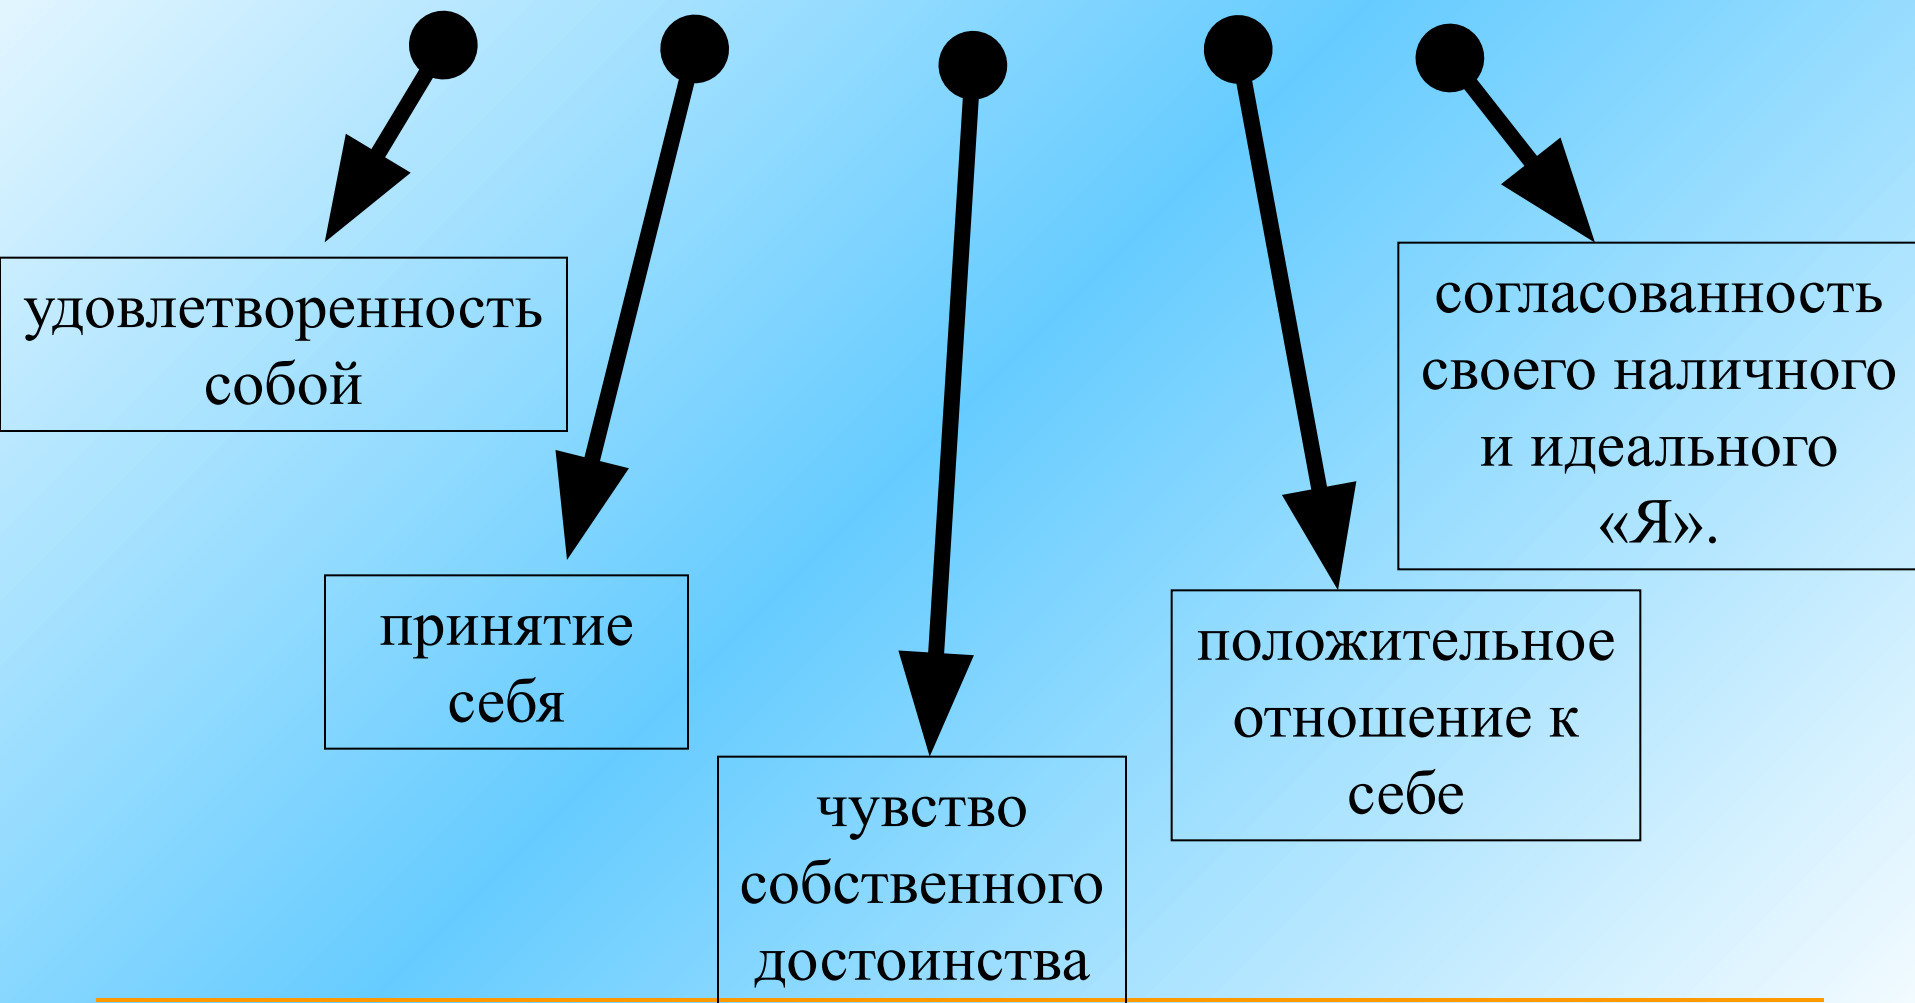 удовлетворенность
собой
принятие
себя
чувство
собственного
достоинства
положительное
отношение к
себе
согласованность
своего наличного
и идеального
«Я».